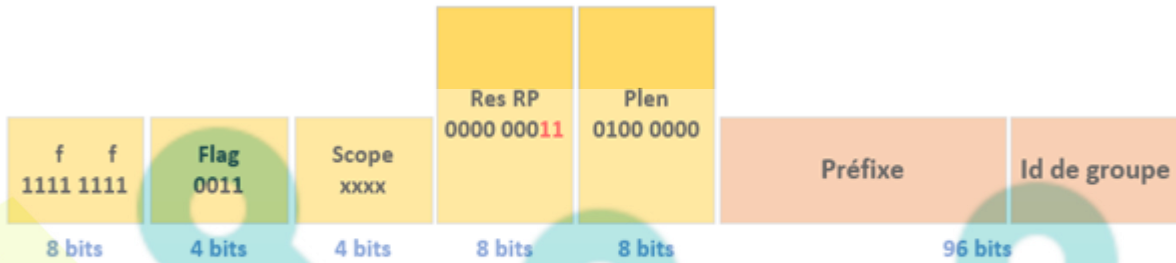 Res RP
0000 00011
Plen
0100 0000
f f
1111 1111
Flag
0011
Scope
xxxx
Préfixe
Id de groupe
8 bits
4 bits
4 bits
8 bits
8 bits
96 bits